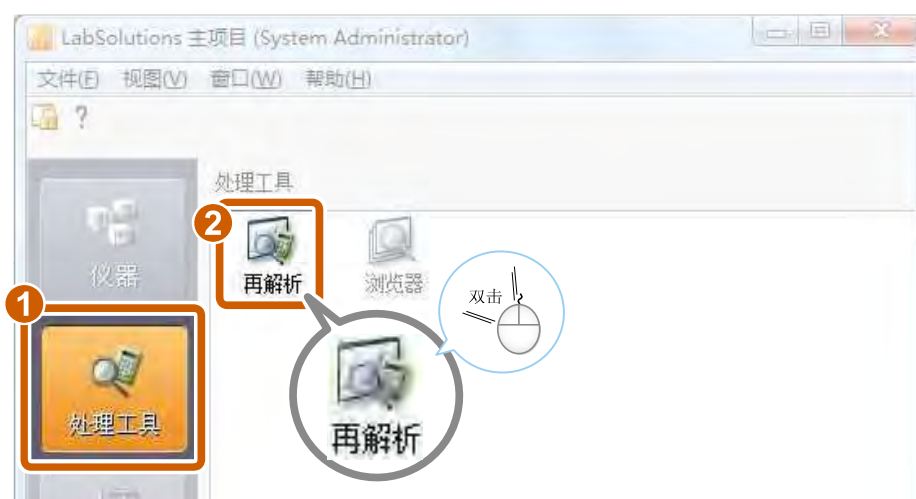 LabSolutions 主项目 (System Administrator)
文件(F) 视图(V) 窗口(W) 帮助(H)
?
处理工具
2
仪器
再解析
浏览器
双击
1
处理工具
再解析